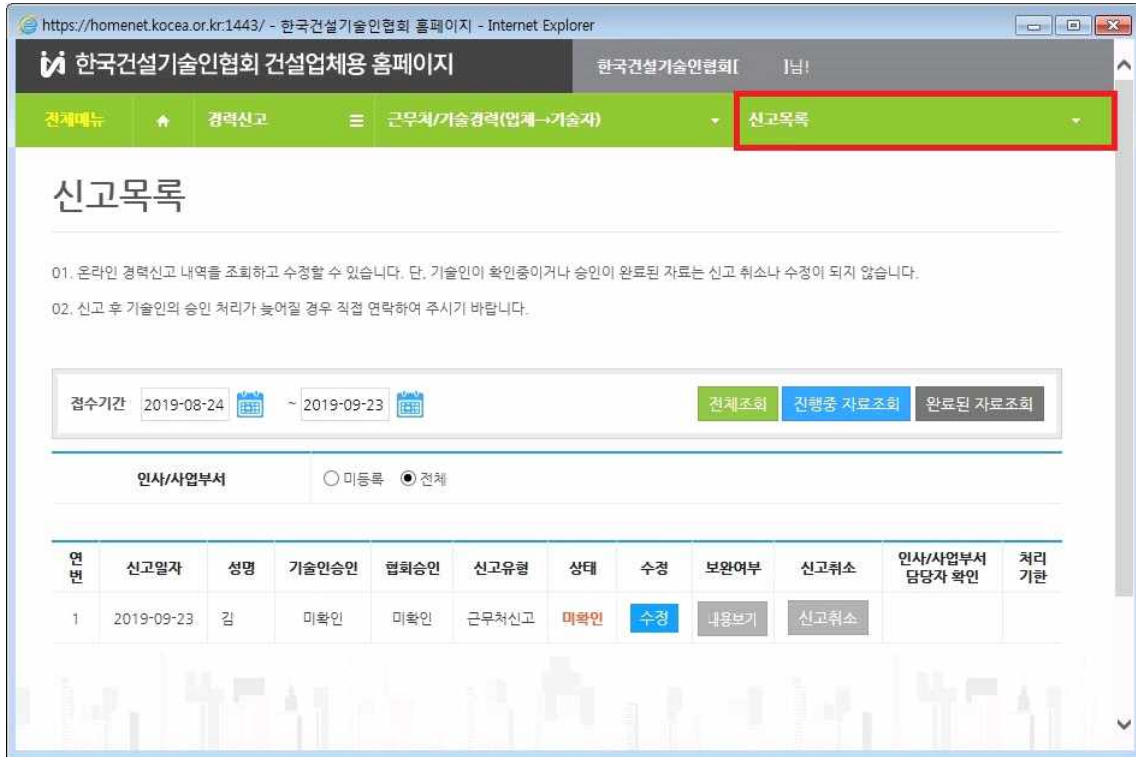 https://homenet.kocea.or.kr:1443/ - 한국건설기술인협회 홈페이지 - Internet Explorer
한국건설기술인협회 건설업체용 홈페이지 한국건설기술인협회[ ]님!
전체메뉴 경력신고 근무처/기술경력(업체→기술자) 신고목록
신고목록
01. 온라인 경력신고 내역을 조회하고 수정할 수 있습니다. 단, 기술인이 확인중이거나 승인이 완료된 자료는 신고 취소나 수정이 되지 않습니다.
02. 신고 후 기술인의 승인 처리가 늦어질 경우 직접 연락하여 주시기 바랍니다.
접수기간 2019-08-24 ~ 2019-09-23 전체조회 진행중 자료조회 완료된 자료조회
인사/사업부서 미등록 전체
연번 신고일자 성명 기술인승인 협회승인 신고유형 상태 수정 보완여부 신고취소 인사/사업부서 담당자 확인 처리기한
1 2019-09-23 김 미확인 미확인 근무처신고 미확인 수정 내용보기 신고취소